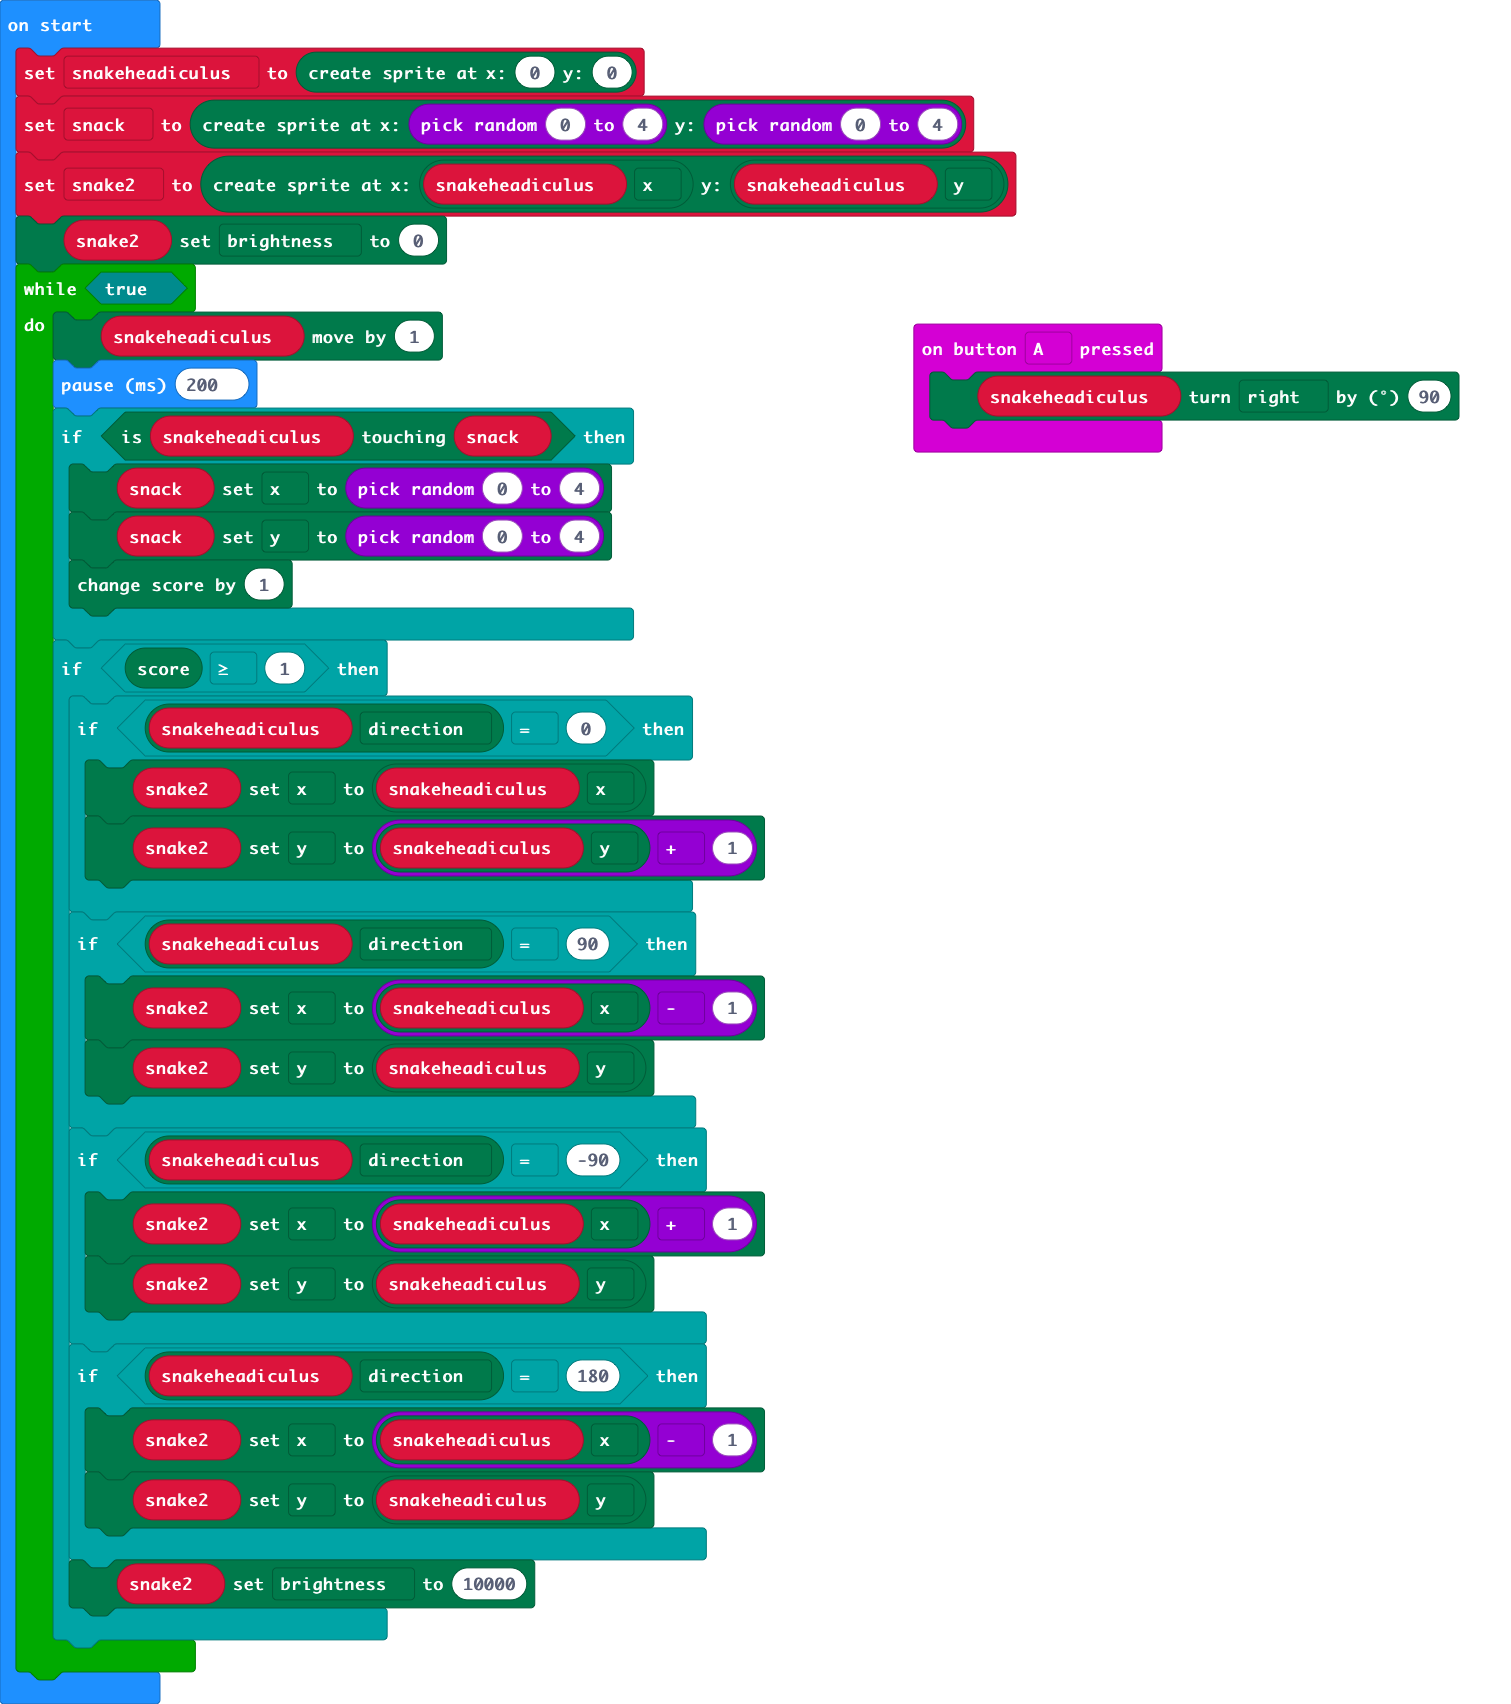 on start
set snakeheadiculus to create sprite at x: 0 y: 0
set snack to create sprite at x: pick random 0 to 4 y: pick random 0 to 4
set snake2 to create sprite at x: snakeheadiculus x y: snakeheadiculus y
snake2 set brightness to 0
while true
do
snakeheadiculus move by 1
pause (ms) 200
if is snakeheadiculus touching snack then
snack set x to pick random 0 to 4
snack set y to pick random 0 to 4
change score by 1
if score ≥ 1 then
if snakeheadiculus direction = 0 then
snake2 set x to snakeheadiculus x
snake2 set y to snakeheadiculus y + 1
if snakeheadiculus direction = 90 then
snake2 set x to snakeheadiculus x - 1
snake2 set y to snakeheadiculus y
if snakeheadiculus direction = -90 then
snake2 set x to snakeheadiculus x + 1
snake2 set y to snakeheadiculus y
if snakeheadiculus direction = 180 then
snake2 set x to snakeheadiculus x - 1
snake2 set y to snakeheadiculus y
snake2 set brightness to 10000
on button A pressed
snakeheadiculus turn right by (°) 90